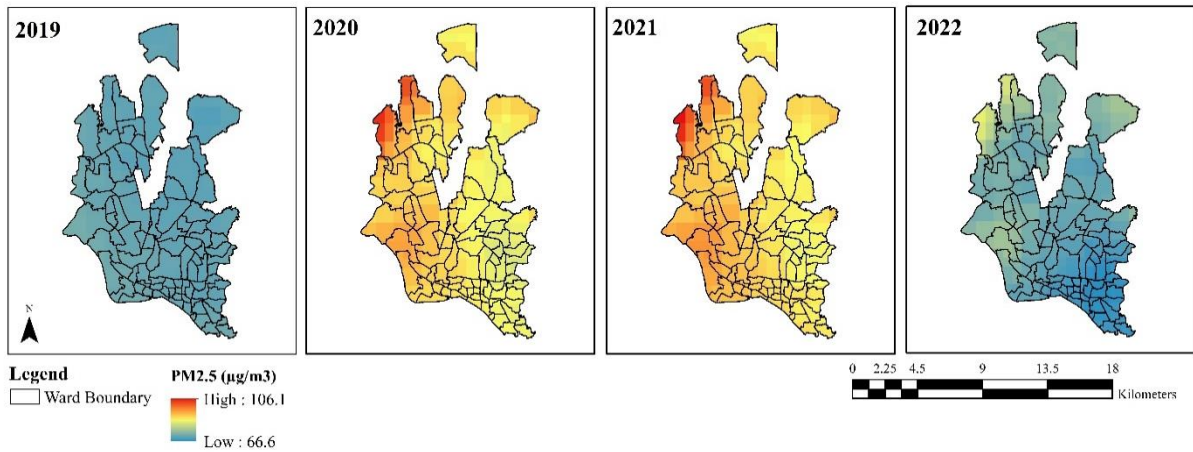 2019
2020
2021
2022
N
Legend
Ward Boundary
PM2.5 (µg/m3)
High : 106.1
Low : 66.6
0 2.25 4.5 9 13.5 18
Kilometers